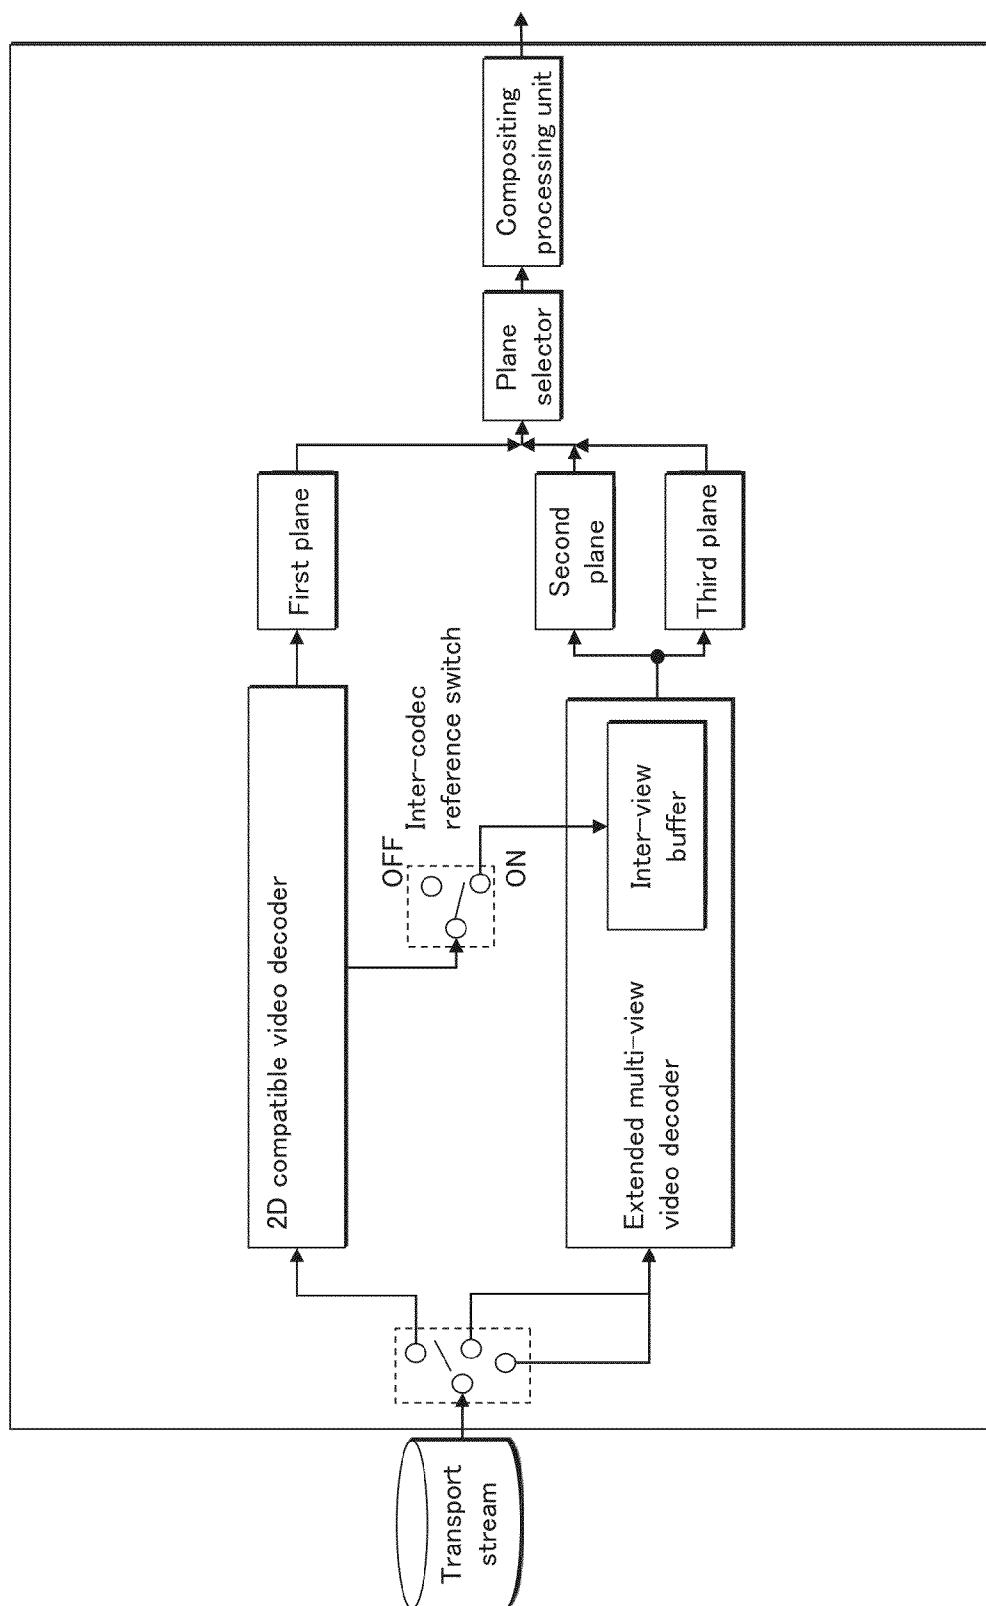 Transport
stream
2D compatible video decoder
OFF
Inter-codec
reference switch
ON
Extended multi-view
video decoder
Inter-view
buffer
First plane
Second
plane
Third plane
Plane
selector
Compositing
processing unit